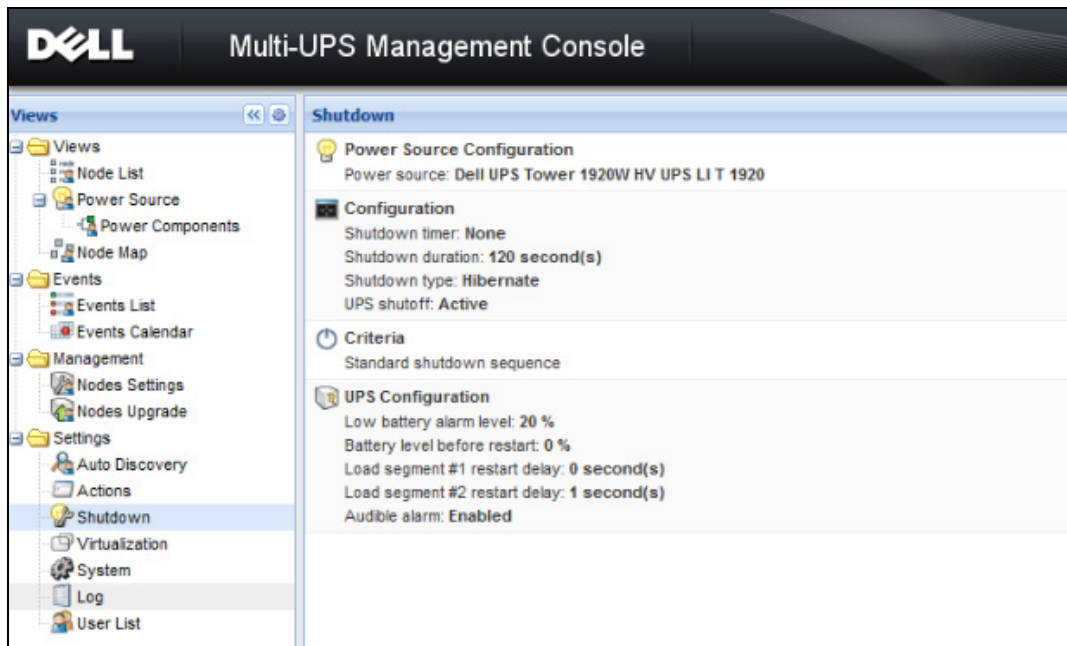 DELL
Multi-UPS Management Console
Views
Views
Node List
Power Source
Power Components
Node Map
Events
Events List
Events Calendar
Management
Nodes Settings
Nodes Upgrade
Settings
Auto Discovery
Actions
Shutdown
Virtualization
System
Log
User List
Shutdown
Power Source Configuration
Power source: Dell UPS Tower 1920W HV UPS LI T 1920
Configuration
Shutdown timer: None
Shutdown duration: 120 second(s)
Shutdown type: Hibernate
UPS shutoff: Active
Criteria
Standard shutdown sequence
UPS Configuration
Low battery alarm level: 20 %
Battery level before restart: 0 %
Load segment #1 restart delay: 0 second(s)
Load segment #2 restart delay: 1 second(s)
Audible alarm: Enabled